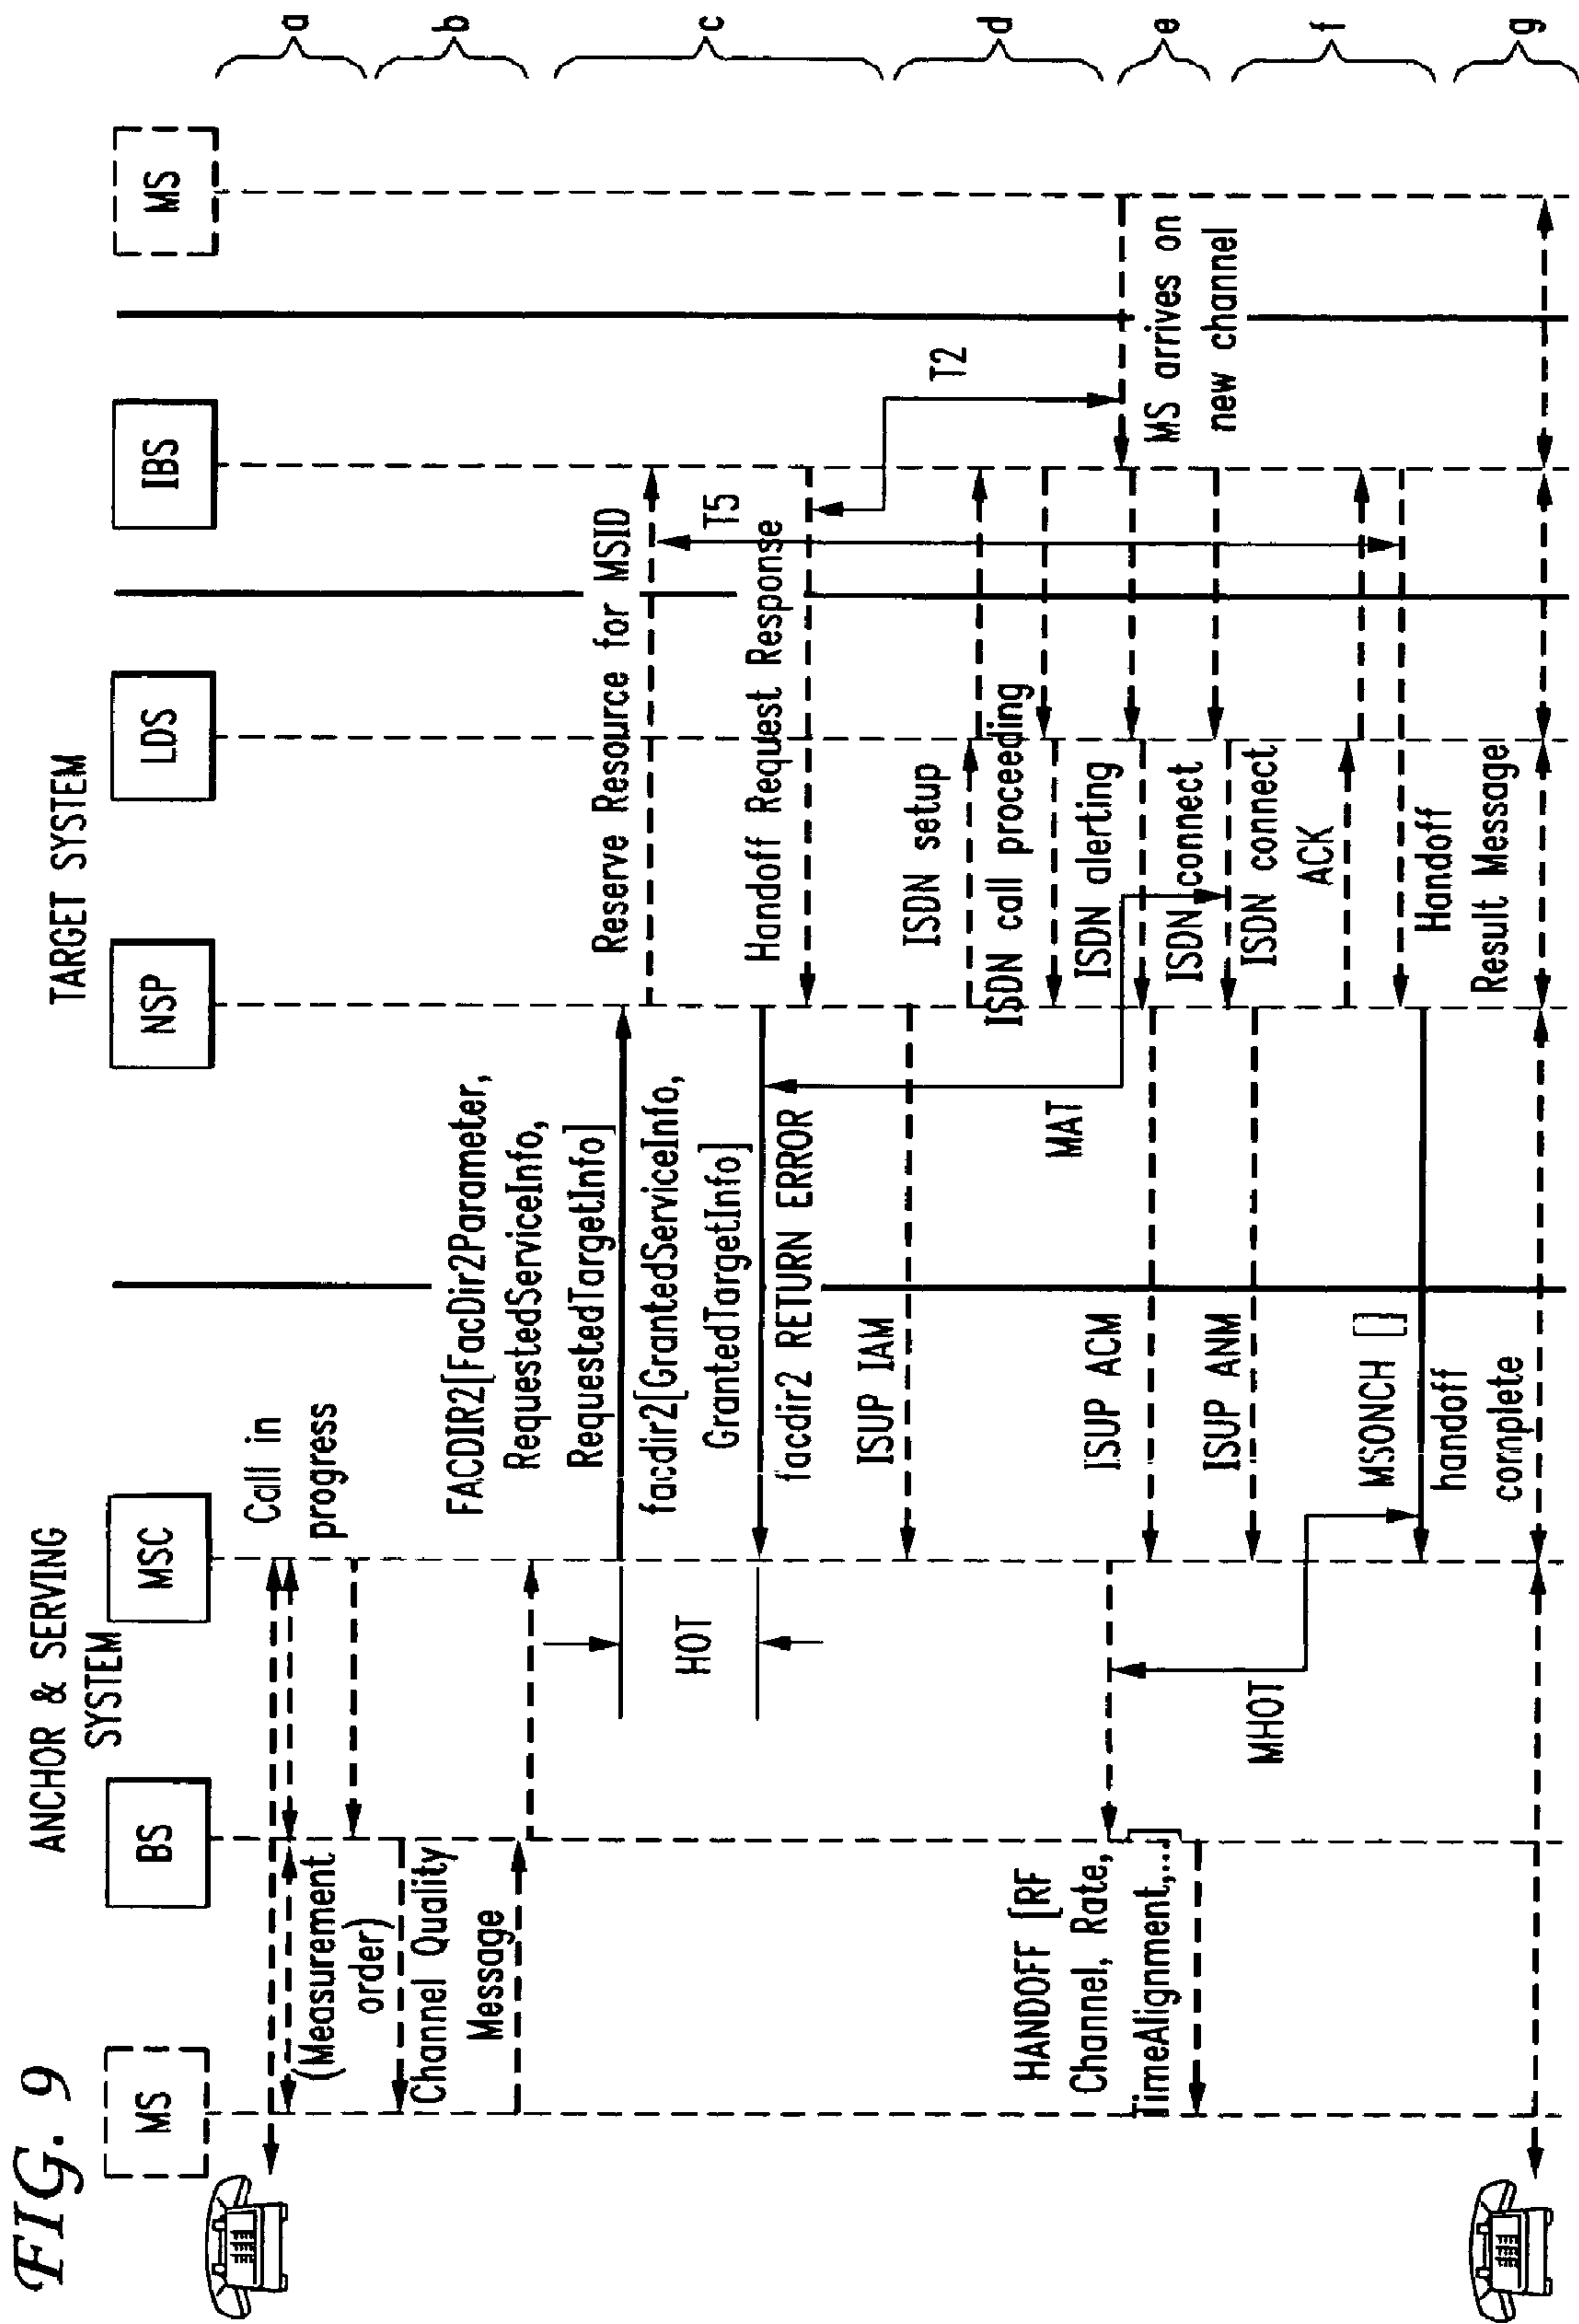 FIG. 9
ANCHOR & SERVING
SYSTEM
TARGET SYSTEM
MS
BS
MSC
NSP
LDS
IBS
MS
Call in
progress
a
(Measurement
order)
Channel Quality
Message
b
FACDIR2[FacDir2Parameter,
RequestedServiceInfo,
RequestedTargetInfo]
Reserve Resource for MSID
HOT
facdir2[GrantedServiceInfo,
GrantedTargetInfo]
facdir2 RETURN ERROR
T5
Handoff Request Response
c
ISUP IAM
T2
ISDN setup
ISDN call proceeding
d
MAT
HANDOFF [RF
Channel, Rate,
TimeAlignment,...
ISUP ACM
ISDN alerting
MS arrives on
new channel
e
ISDN connect
ISUP ANM
MHOT
ISDN connect
ACK
f
MSONCH []
handoff
complete
Handoff
Result Message
g